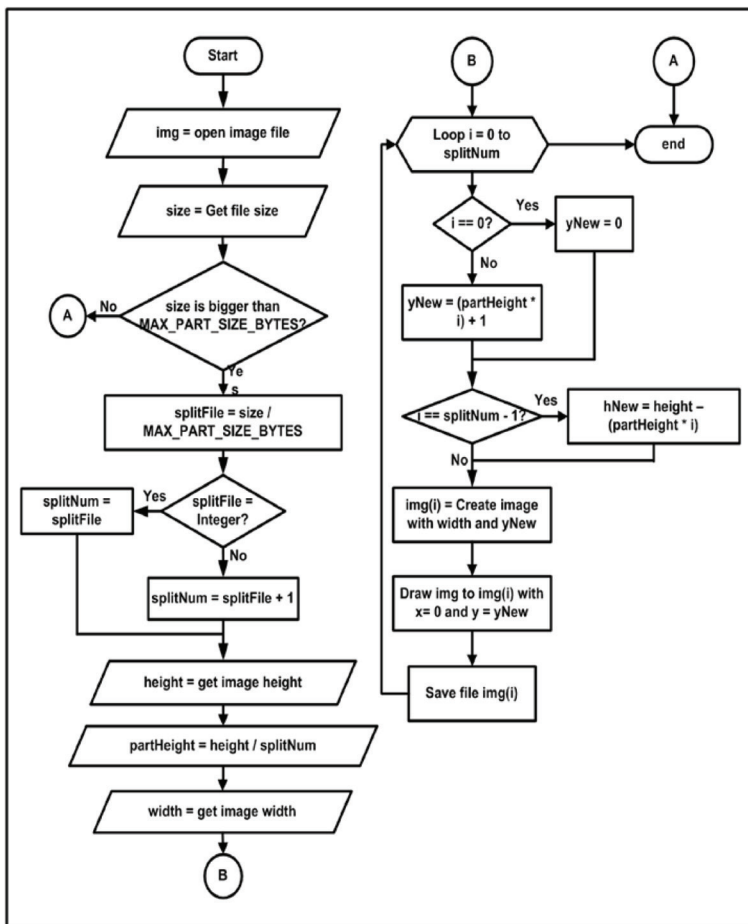 Start
img = open image file
size = Get file size
size is bigger than
MAX_PART_SIZE_BYTES?
No
A
Ye
s
splitFile = size /
MAX_PART_SIZE_BYTES
splitFile =
Integer?
Yes
splitNum =
splitFile
No
splitNum = splitFile + 1
height = get image height
partHeight = height / splitNum
width = get image width
B
B
Loop i = 0 to
splitNum
i == 0?
Yes
yNew = 0
No
yNew = (partHeight *
i) + 1
i == splitNum - 1?
Yes
hNew = height –
(partHeight * i)
No
img(i) = Create image
with width and yNew
Draw img to img(i) with
x= 0 and y = yNew
Save file img(i)
A
end